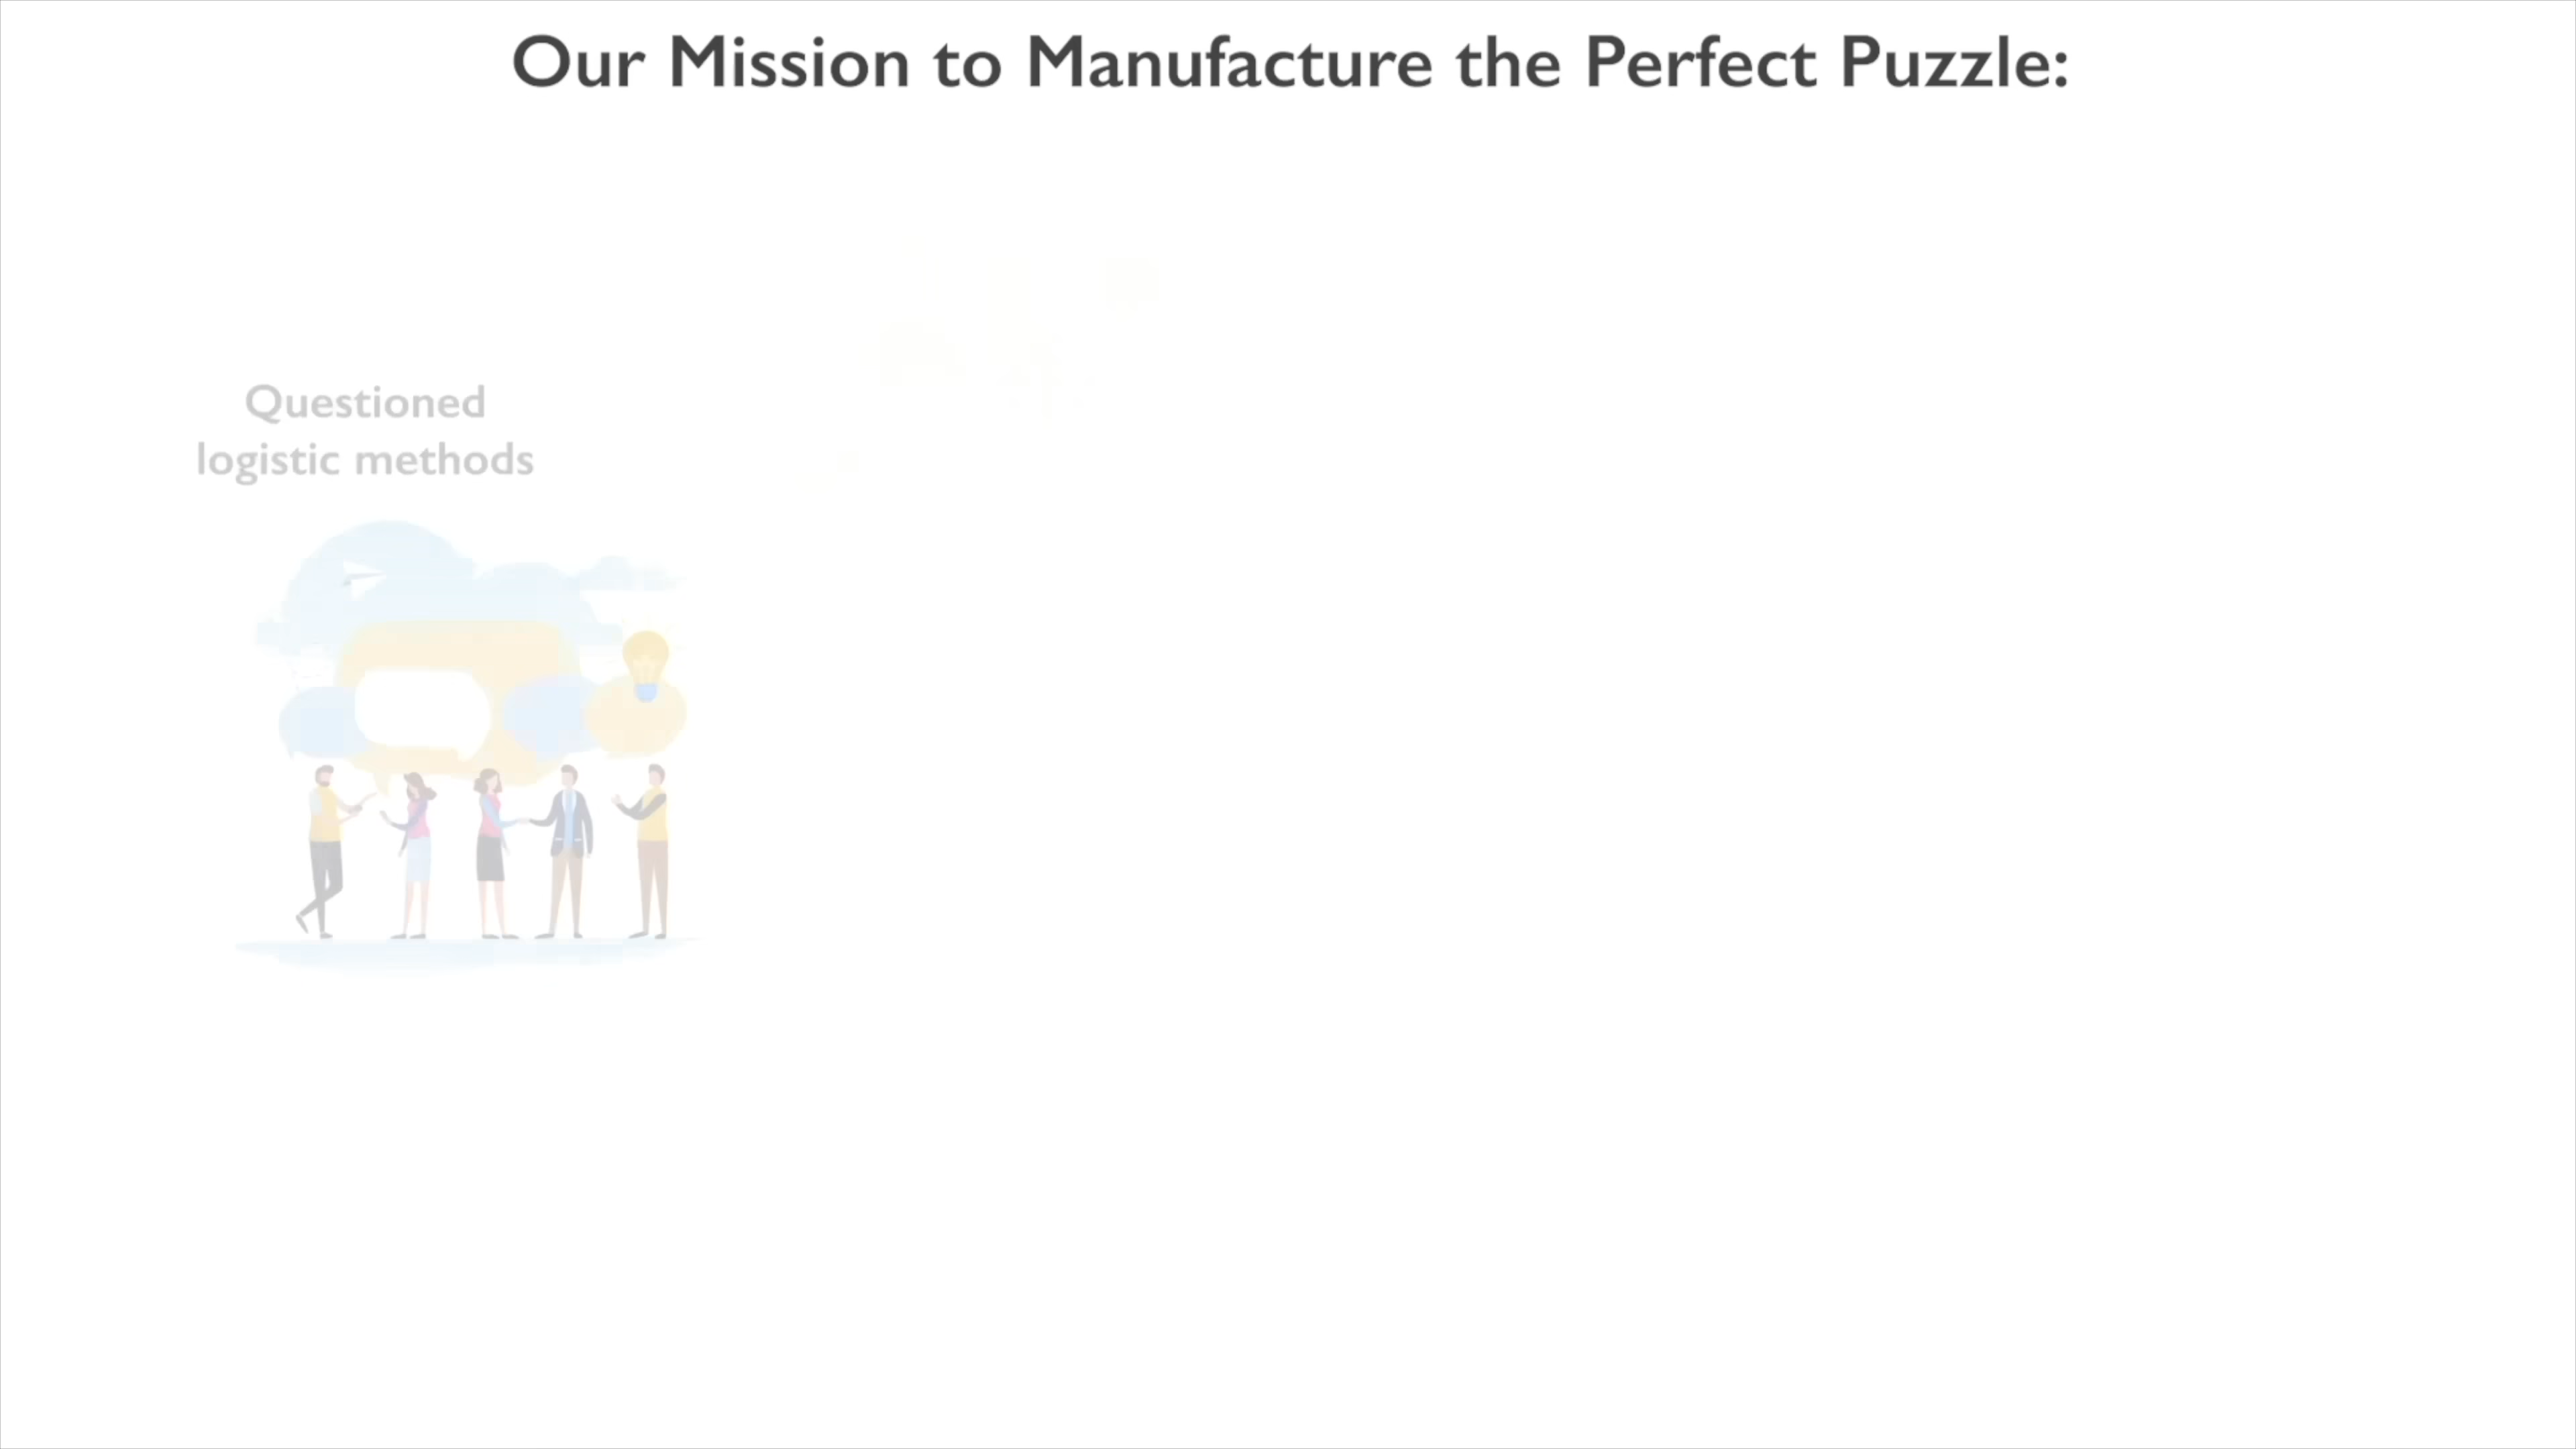 Our Mission to Manufacture the Perfect Puzzle:
Questioned
logistic methods